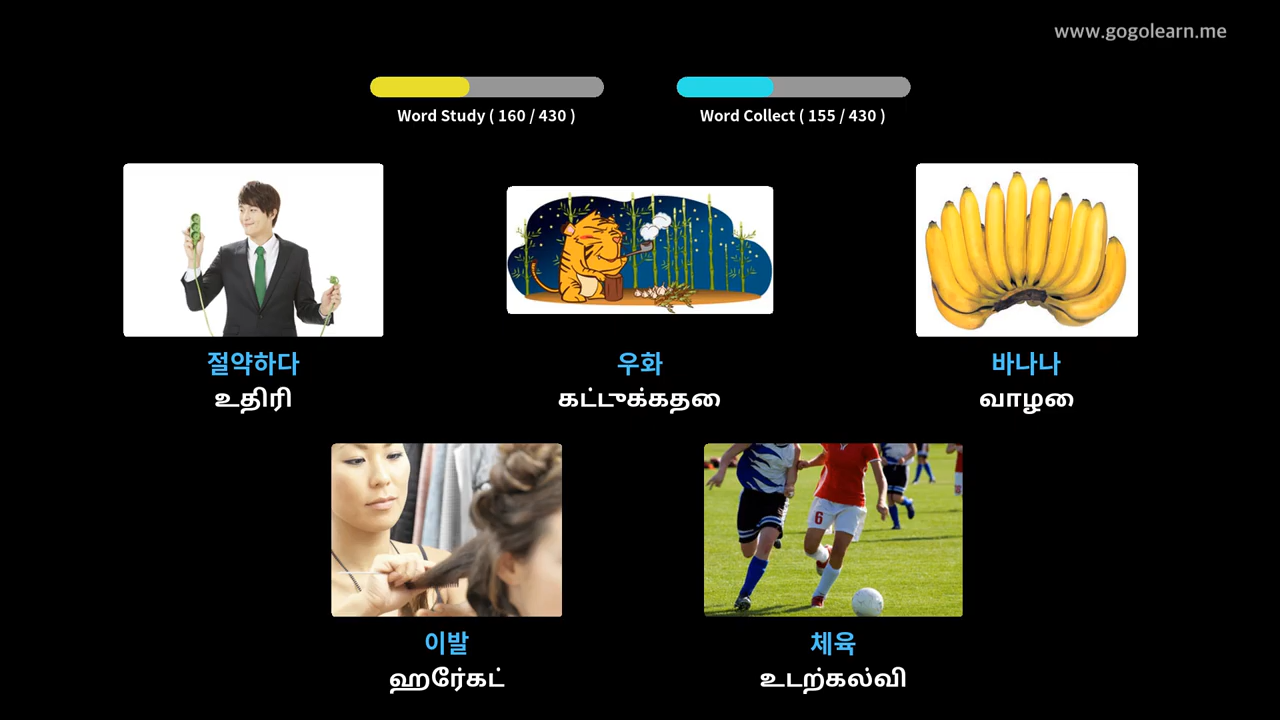 www.gogolearn.me
Word Study ( 160 / 430 )
Word Collect ( 155 / 430 )
절약하다
உதிரி
우화
கட்டுக்கதை
바나나
வாழை
이발
ஹேர்கட்
체육
உடற்கல்வி
6